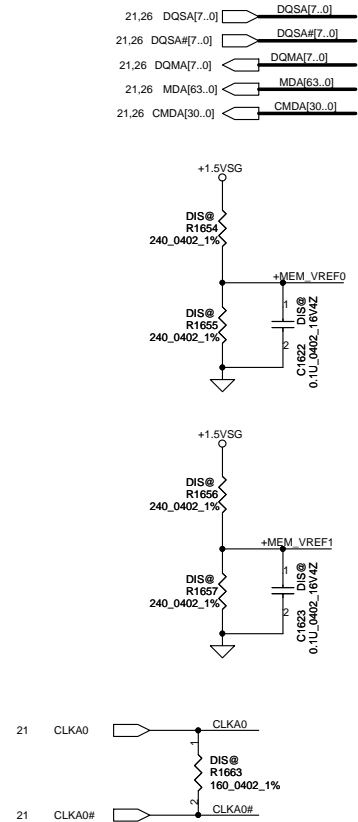 21,26 DQSA[7..0] DQSA[7..0]
21,26 DQSA#[7..0] DQSA#[7..0]
21,26 DQMA[7..0] DQMA[7..0]
21,26 MDA[63..0] MDA[63..0]
21,26 CMDA[30..0] CMDA[30..0]
+1.5VSG
DIS@
R1654
240_0402_1%
+MEM_VREF0
DIS@
R1655
240_0402_1%
1
2
C1622
DIS@
0.1U_0402_16V4Z
+1.5VSG
DIS@
R1656
240_0402_1%
+MEM_VREF1
DIS@
R1657
240_0402_1%
1
2
C1623
DIS@
0.1U_0402_16V4Z
21 CLKA0 CLKA0
1
DIS@
R1663
160_0402_1%
2
21 CLKA0# CLKA0#